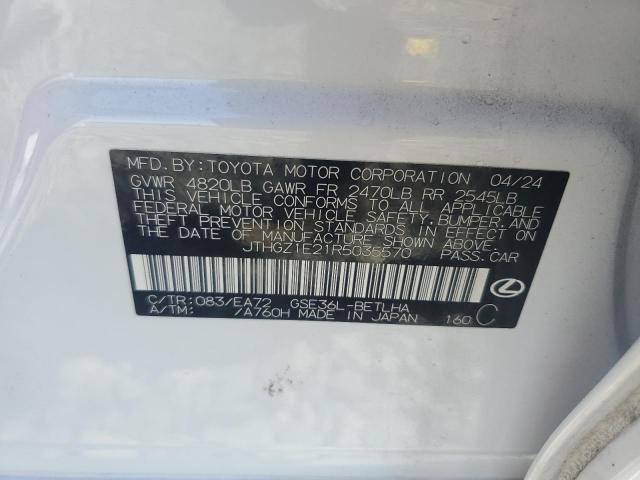 MFD. BY: TOYOTA MOTOR CORPORATION 04/24
GVWR 4820LB GAWR FR 2470LB RR 2545LB
THIS VEHICLE CONFORMS TO ALL APPLICABLE
FEDERAL MOTOR VEHICLE SAFETY, BUMPER, AND
THEFT PREVENTION STANDARDS IN EFFECT ON
THE DATE OF MANUFACTURE SHOWN ABOVE.
JTHGZ1E21R5035570 PASS.CAR
C/TR: 083/EA72 GSE36L-BETLHA
A/TM: /A760H MADE IN JAPAN 160 C